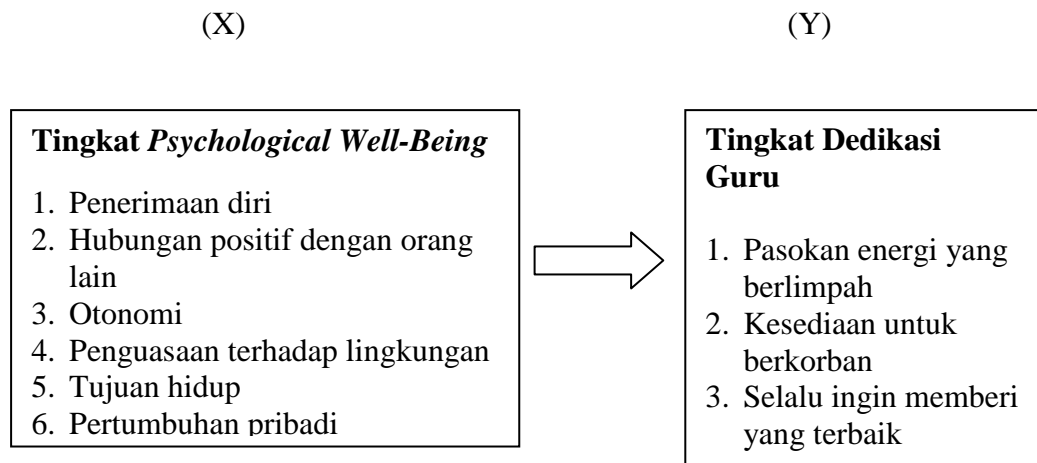 (X)
(Y)
Tingkat Psychological Well-Being
1. Penerimaan diri
2. Hubungan positif dengan orang
lain
3. Otonomi
4. Penguasaan terhadap lingkungan
5. Tujuan hidup
6. Pertumbuhan pribadi
Tingkat Dedikasi
Guru
1. Pasokan energi yang
berlimpah
2. Kesediaan untuk
berkorban
3. Selalu ingin memberi
yang terbaik